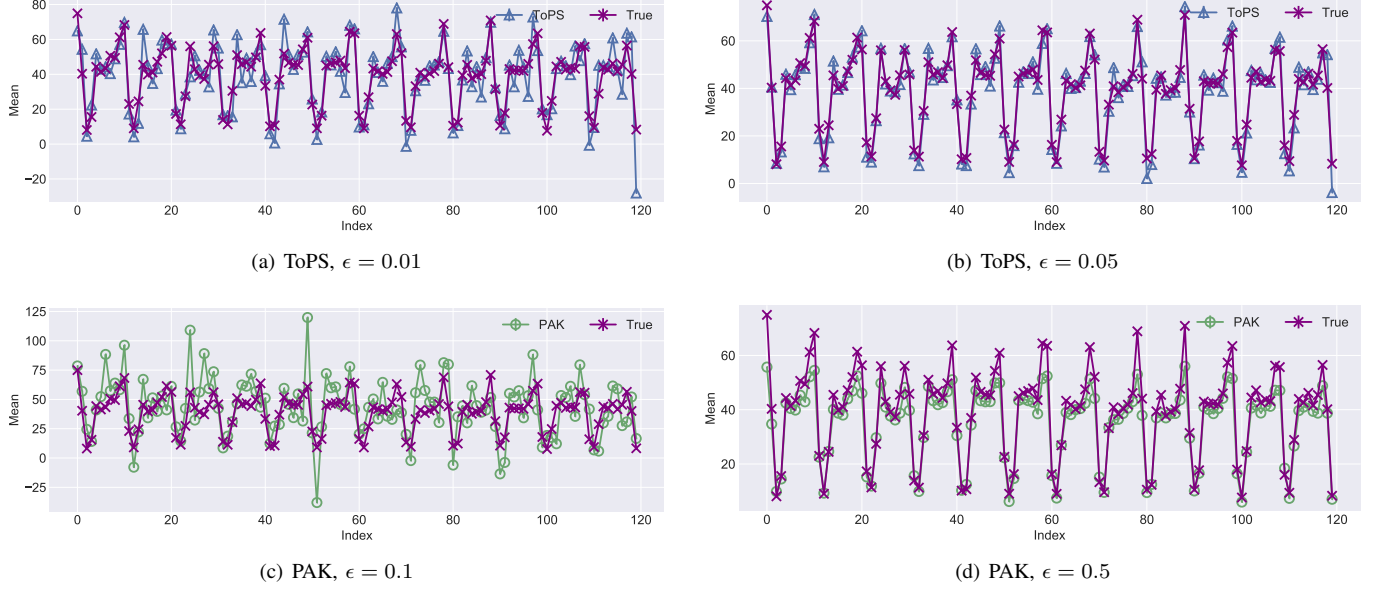 80
60
40
20
0
−20
Mean
ToPS True
0 20 40 60 80 100 120
Index
(a) ToPS, ϵ = 0.01
60
40
20
0
Mean
ToPS True
0 20 40 60 80 100 120
Index
(b) ToPS, ϵ = 0.05
125
100
75
50
25
0
−25
Mean
PAK True
0 20 40 60 80 100 120
Index
(c) PAK, ϵ = 0.1
60
40
20
Mean
PAK True
0 20 40 60 80 100 120
Index
(d) PAK, ϵ = 0.5